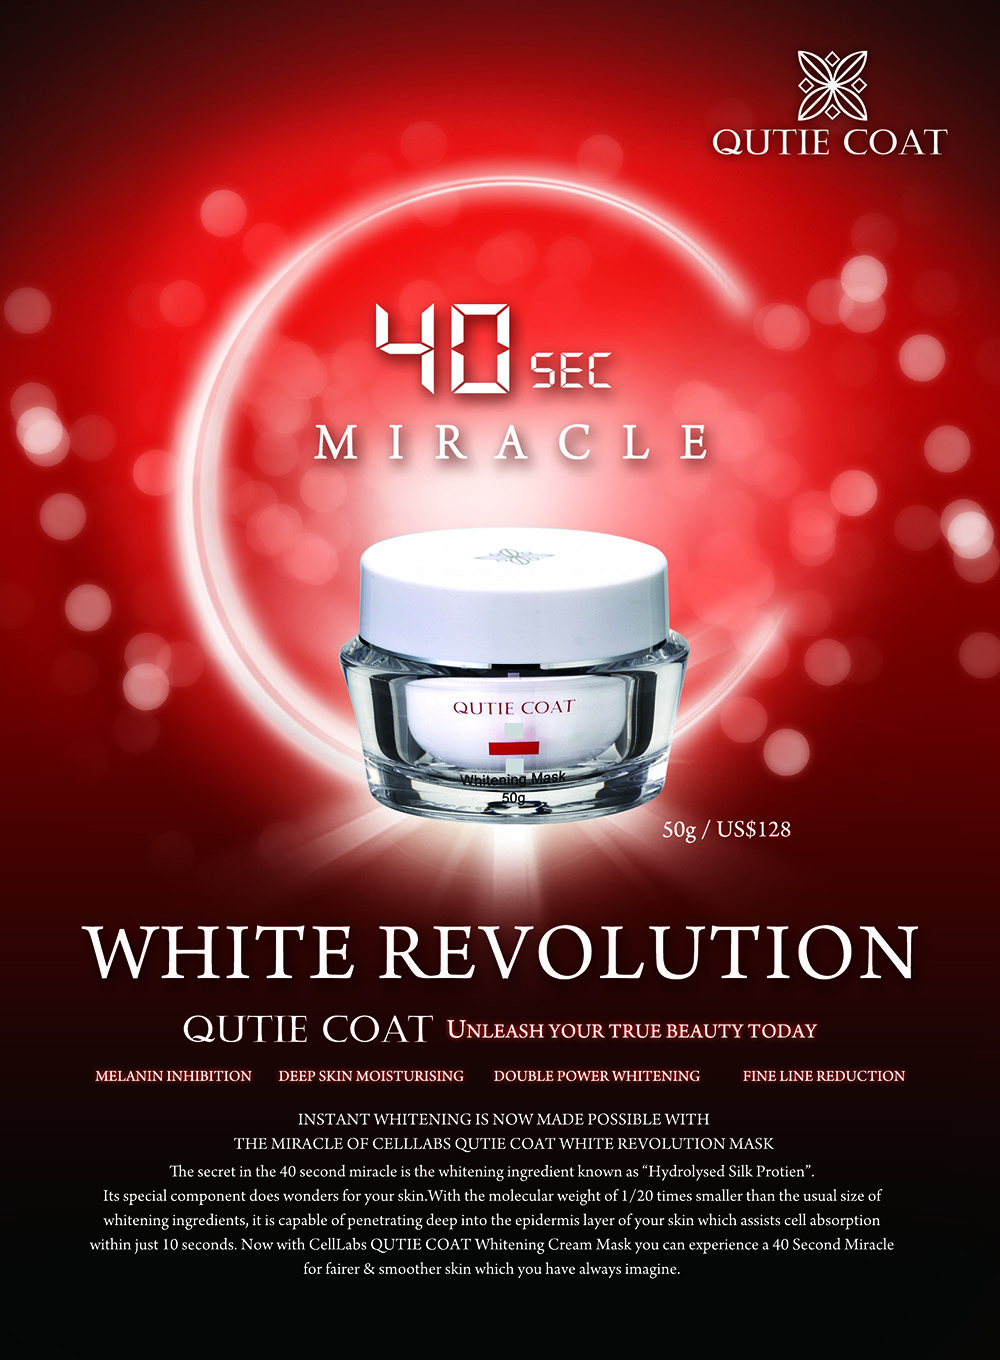 QUTIE COAT
40 SEC
MIRACLE
QUTIE COAT
Whitening Mask
50g
50g / US$128
WHITE REVOLUTION
QUTIE COAT UNLEASH YOUR TRUE BEAUTY TODAY
MELANIN INHIBITION DEEP SKIN MOISTURISING DOUBLE POWER WHITENING FINE LINE REDUCTION
INSTANT WHITENING IS NOW MADE POSSIBLE WITH
THE MIRACLE OF CELLLABS QUTIE COAT WHITE REVOLUTION MASK
The secret in the 40 second miracle is the whitening ingredient known as “Hydrolysed Silk Protien”.
Its special component does wonders for your skin.With the molecular weight of 1/20 times smaller than the usual size of
whitening ingredients, it is capable of penetrating deep into the epidermis layer of your skin which assists cell absorption
within just 10 seconds. Now with CellLabs QUTIE COAT Whitening Cream Mask you can experience a 40 Second Miracle
for fairer & smoother skin which you have always imagine.